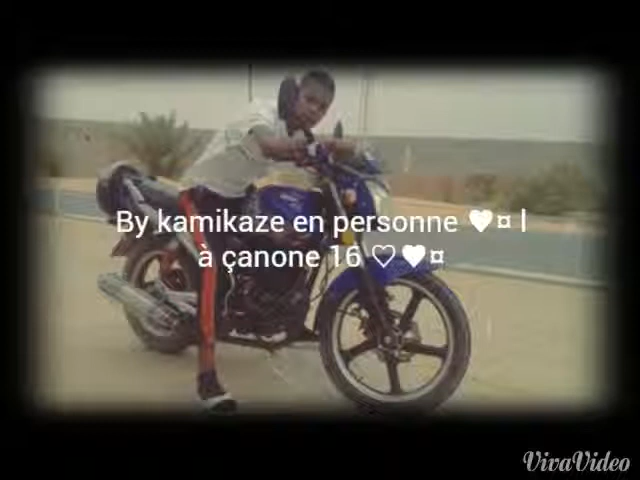 By kamikaze en personne ♥¤ l
à çanone 16 ♡♥¤
VivaVideo